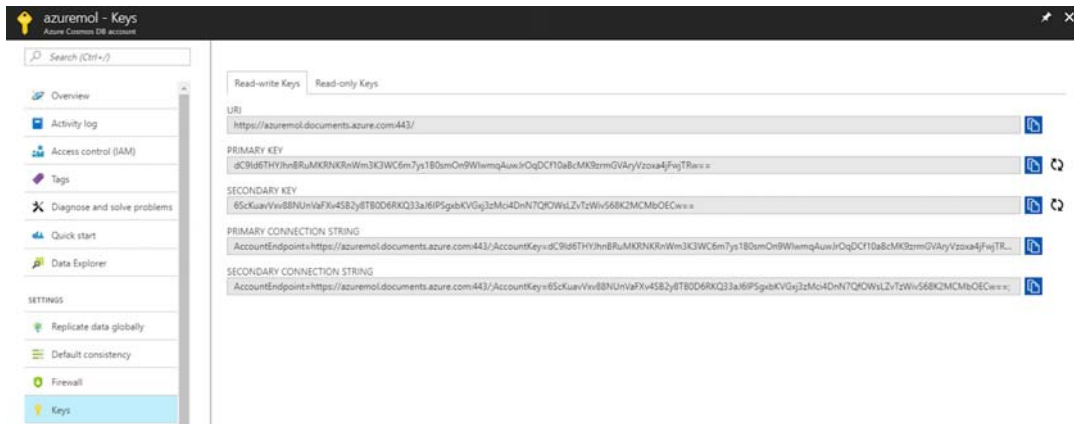 azuremol - Keys
Azure Cosmos DB account
Search (Ctrl+/)
Overview
Activity log
Access control (IAM)
Tags
Diagnose and solve problems
Quick start
Data Explorer
SETTINGS
Replicate data globally
Default consistency
Firewall
Keys
Read-write Keys
Read-only Keys
URI
https://azuremol.documents.azure.com:443/
PRIMARY KEY
SECONDARY KEY
PRIMARY CONNECTION STRING
SECONDARY CONNECTION STRING